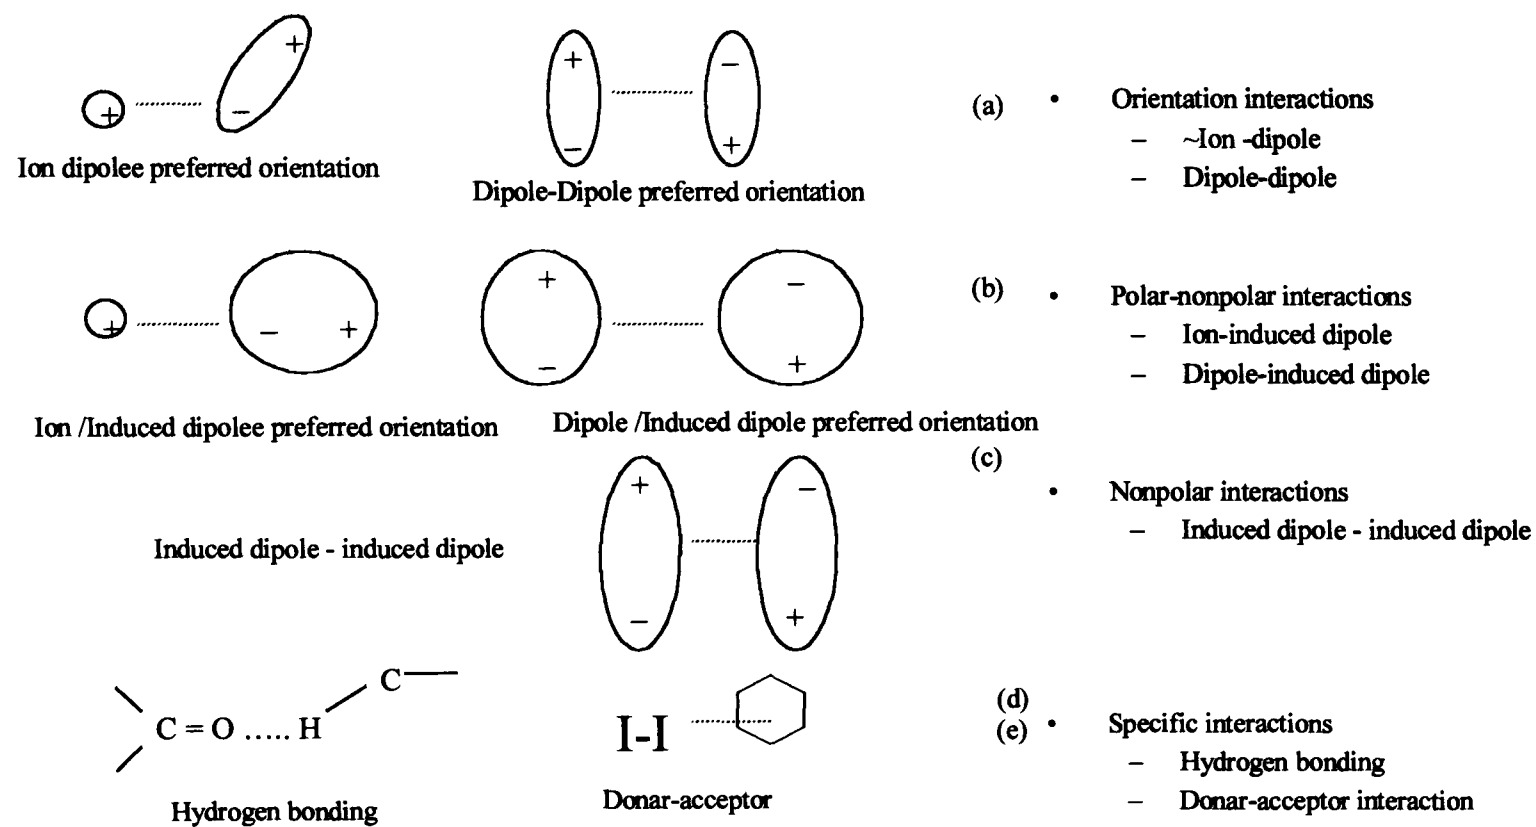 + − +
+ − − +
(a) • Orientation interactions
– ~Ion -dipole
– Dipole-dipole
Ion dipolee preferred orientation
Dipole-Dipole preferred orientation
+ − +
+ − − +
(b) • Polar-nonpolar interactions
– Ion-induced dipole
– Dipole-induced dipole
Ion /Induced dipolee preferred orientation
Dipole /Induced dipole preferred orientation
(c)
• Nonpolar interactions
– Induced dipole - induced dipole
+ − − +
Induced dipole - induced dipole
C
C = O ..... H
Hydrogen bonding
I-I
Donar-acceptor
(d)
(e) • Specific interactions
– Hydrogen bonding
– Donar-acceptor interaction